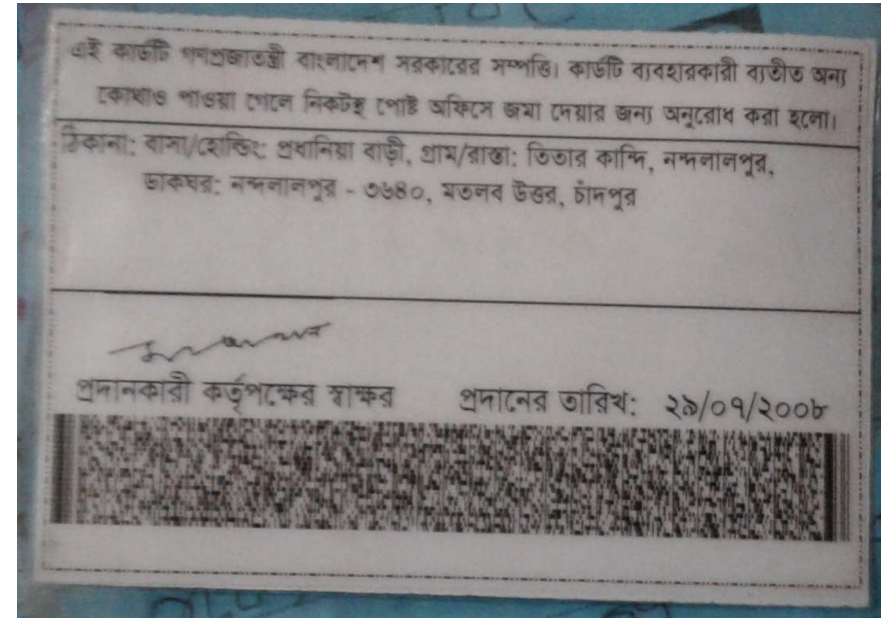 এই কার্ডটি গণপ্রজাতন্ত্রী বাংলাদেশ সরকারের সম্পত্তি। কার্ডটি ব্যবহারকারী ব্যতীত অন্য
কোথাও পাওয়া গেলে নিকটস্থ পোষ্ট অফিসে জমা দেয়ার জন্য অনুরোধ করা হলো।
ঠিকানা: বাসা/হোল্ডিং: প্রধানিয়া বাড়ী, গ্রাম/রাস্তা: তিতার কান্দি, নন্দলালপুর,
ডাকঘর: নন্দলালপুর - ৩৬৪০, মতলব উত্তর, চাঁদপুর
প্রদানকারী কর্তৃপক্ষের স্বাক্ষর প্রদানের তারিখ: ২৯/০৭/২০০৮